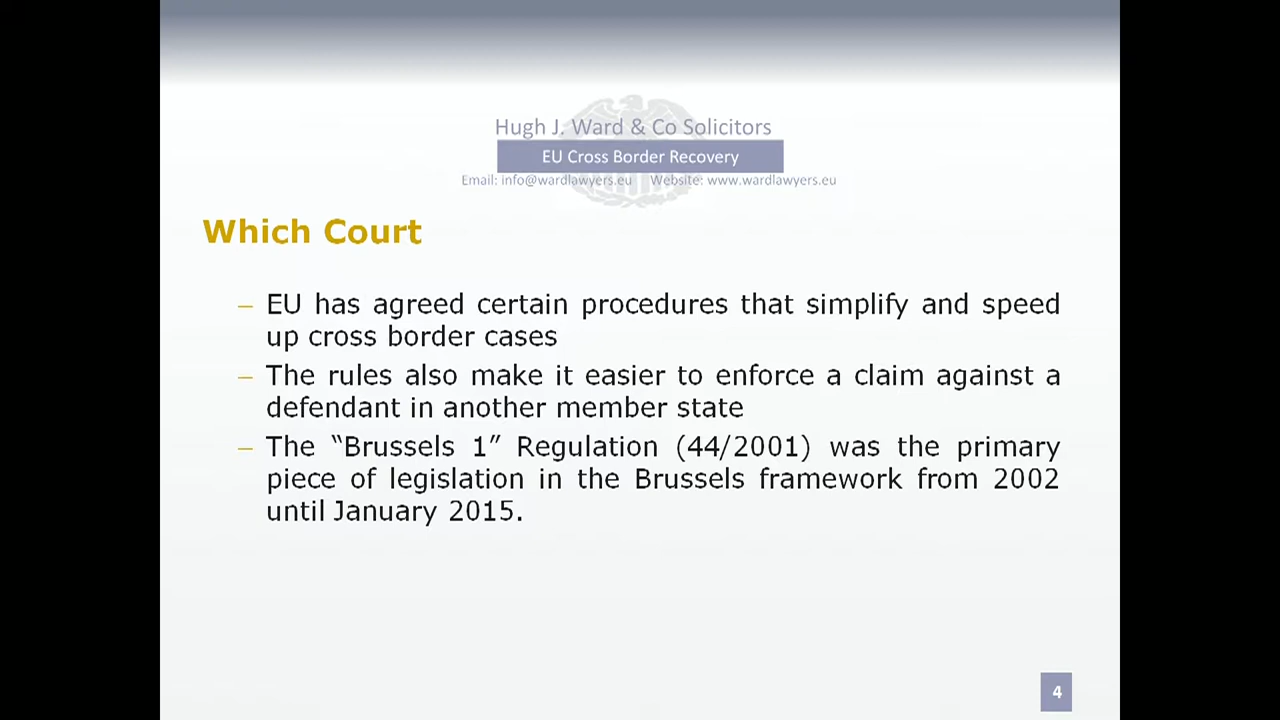 Hugh J. Ward & Co Solicitors
EU Cross Border Recovery
Email: info@wardlawyers.eu Website: www.wardlawyers.eu
Which Court
– EU has agreed certain procedures that simplify and speed
up cross border cases
– The rules also make it easier to enforce a claim against a
defendant in another member state
– The “Brussels 1” Regulation (44/2001) was the primary
piece of legislation in the Brussels framework from 2002
until January 2015.
4